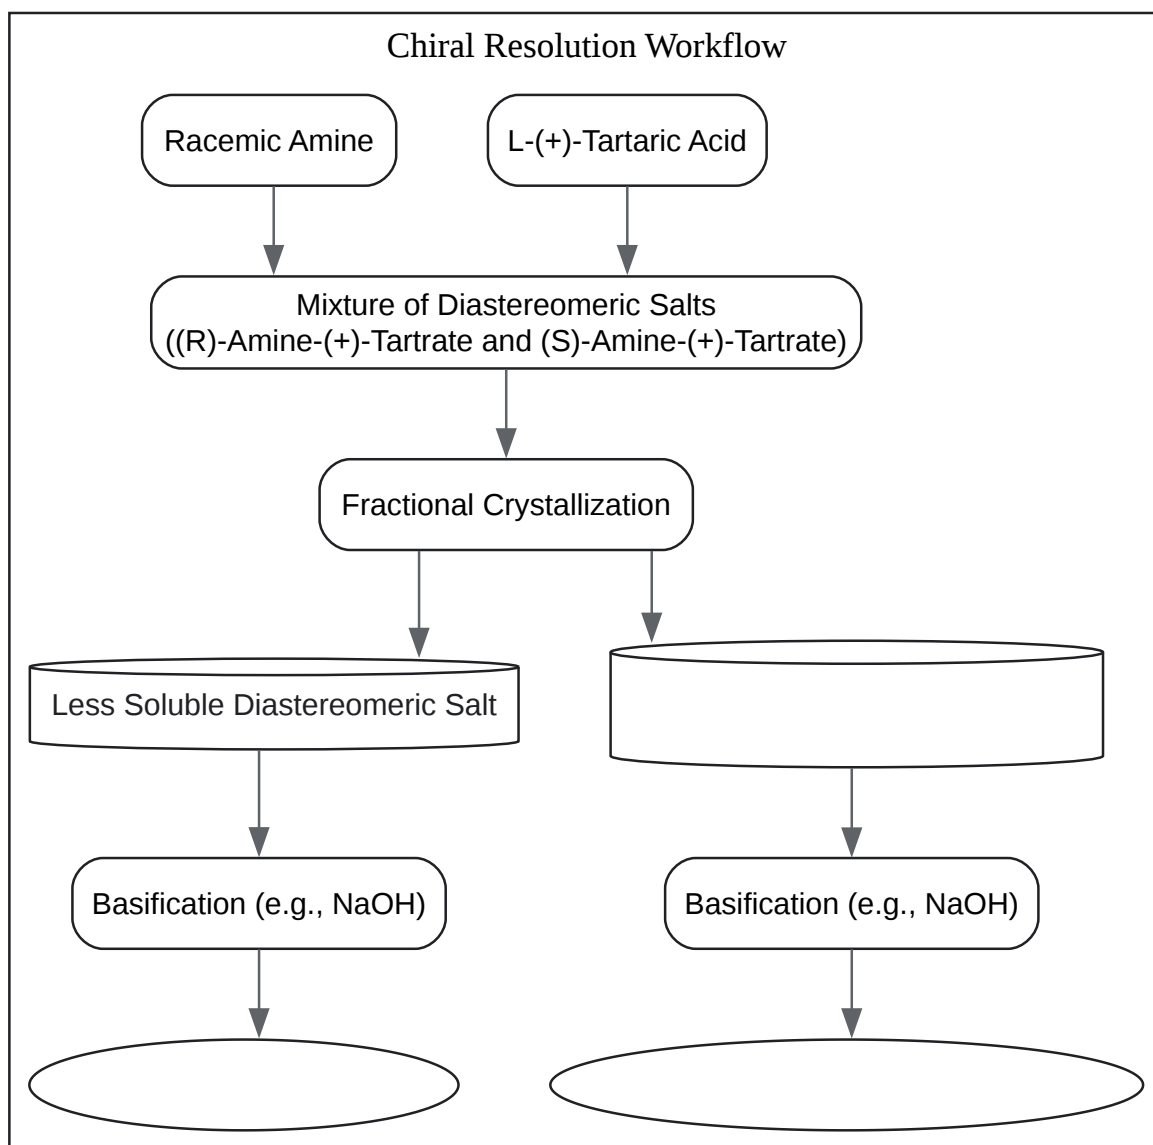 Chiral Resolution Workflow
Racemic Amine
L-(+)-Tartaric Acid
Mixture of Diastereomeric Salts
((R)-Amine-(+)-Tartrate and (S)-Amine-(+)-Tartrate)
Fractional Crystallization
Less Soluble Diastereomeric Salt
Basification (e.g., NaOH)
Basification (e.g., NaOH)